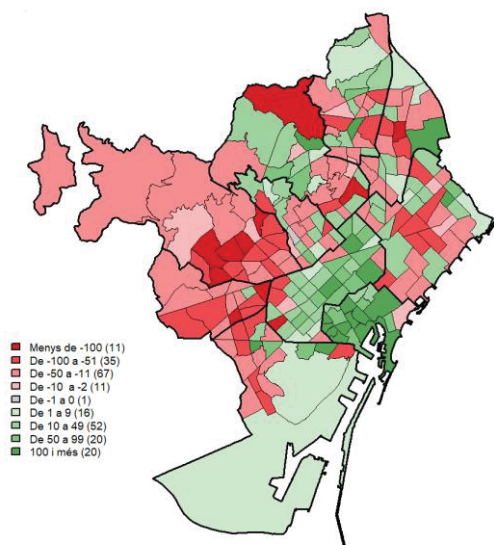 Menys de -100 (11)
De -100 a -51 (35)
De -50 a -11 (67)
De -10 a -2 (11)
De -1 a 0 (1)
De 1 a 9 (16)
De 10 a 49 (52)
De 50 a 99 (20)
100 i més (20)